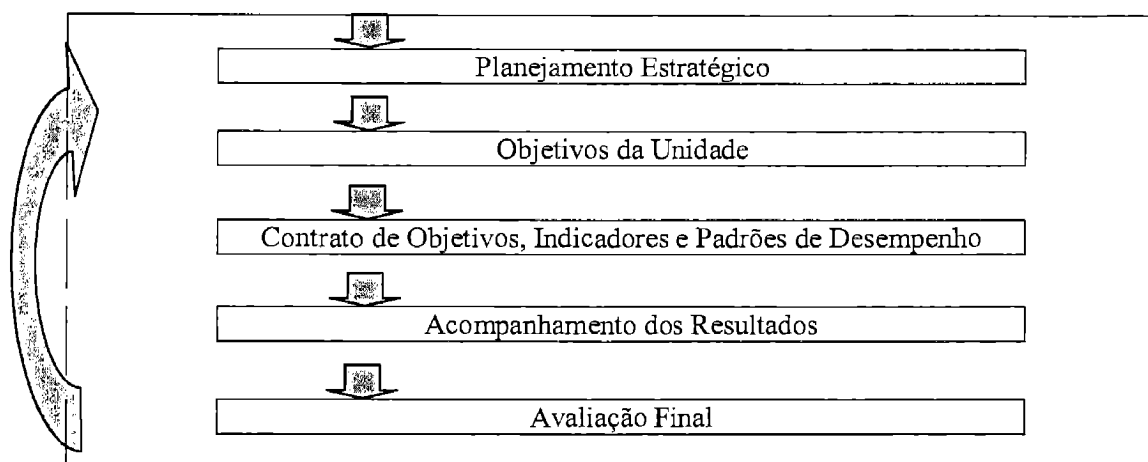 Planejamento Estratégico
Objetivos da Unidade
Contrato de Objetivos, Indicadores e Padrões de Desempenho
Acompanhamento dos Resultados
Avaliação Final